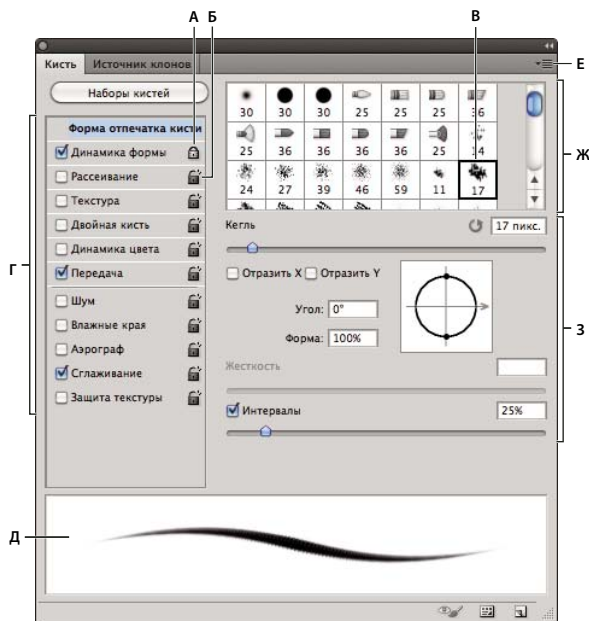 А Б В
Кисть Источник клонов
Е
Наборы кистей
30 30 30 25 25 25 36
Форма отпечатка кисти
25 36 36 36 36 25 14
Динамика формы
Ж
Рассеивание
24 27 39 46 59 11 17
Текстура
Двойная кисть
Кегль 17 пикс.
Динамика цвета
Г
Передача
Отразить X Отразить Y
Шум
Угол: 0°
З
Влажные края
Форма: 100%
Аэрограф
Жесткость
Сглаживание
Защита текстуры
Интервалы 25%
Д